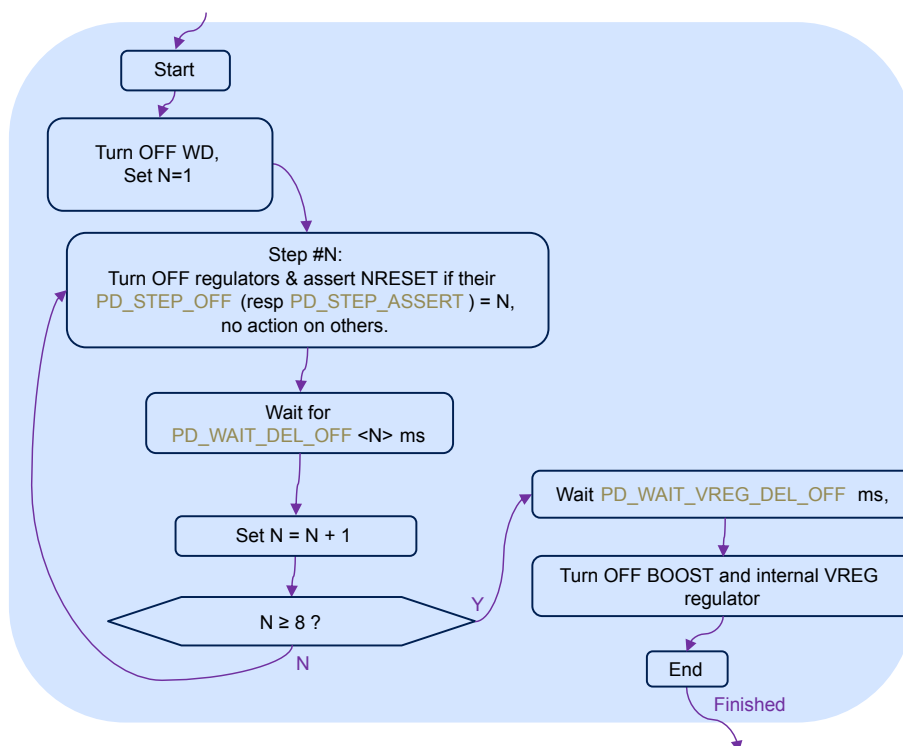 Start
Turn OFF WD,
Set N=1
Step #N:
Turn OFF regulators & assert NRESET if their
PD_STEP_OFF (resp PD_STEP_ASSERT ) = N,
no action on others.
Wait for
PD_WAIT_DEL_OFF <N> ms
Set N = N + 1
N ≥ 8 ?
Y
N
Wait PD_WAIT_VREG_DEL_OFF ms,
Turn OFF BOOST and internal VREG
regulator
End
Finished